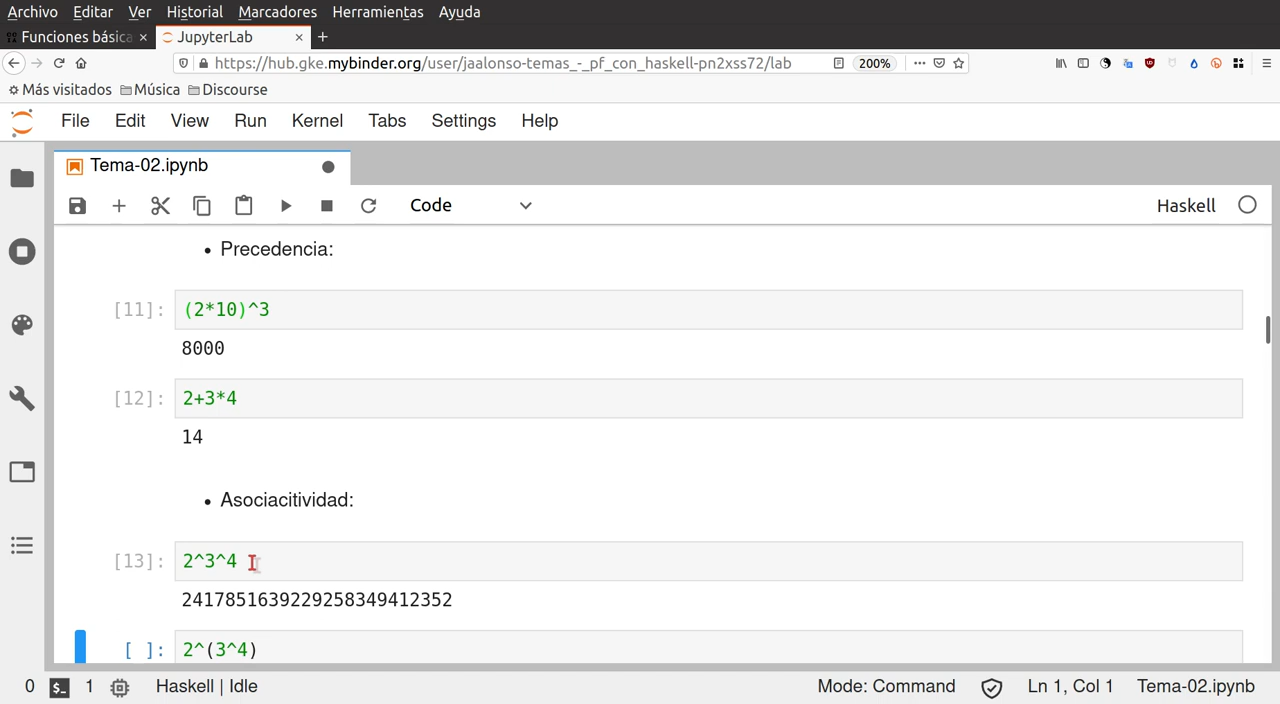 Archivo Editar Ver Historial Marcadores Herramientas Ayuda
Funciones básica × JupyterLab × +
https://hub.gke.mybinder.org/user/jaalonso-temas_-_pf_con_haskell-pn2xss72/lab 200%
Más visitados Música Discourse
File Edit View Run Kernel Tabs Settings Help
Tema-02.ipynb
Code Haskell
• Precedencia:
[11]: (2*10)^3
8000
[12]: 2+3*4
14
• Asociacitividad:
[13]: 2^3^4
2417851639229258349412352
[ ]: 2^(3^4)
0 1 Haskell | Idle Mode: Command Ln 1, Col 1 Tema-02.ipynb